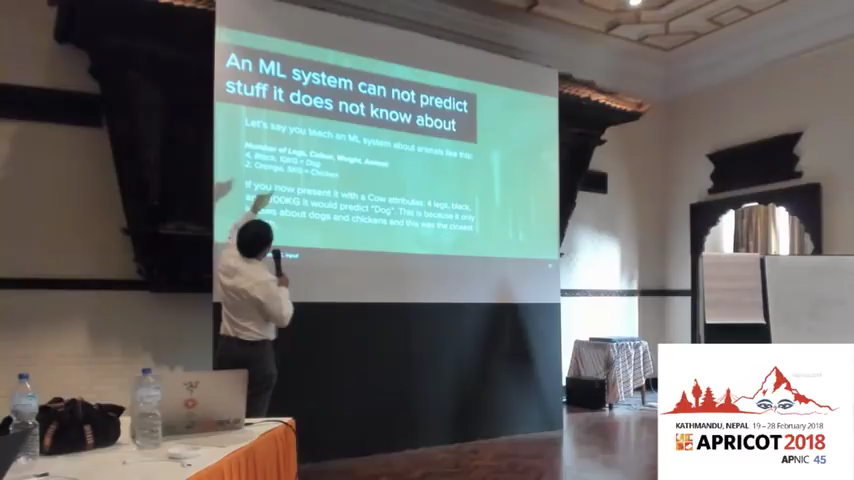 An ML system can not predict
stuff it does not know about
Let's say you teach an ML system about animals like this:
Number of Legs, Colour, Weight, Animal
4, Black, 10KG = Dog
2, Orange, 5KG = Chicken
If you now present it with a Cow attributes: 4 legs, black,
100KG it would predict "Dog". This is because it only
about dogs and chickens and this was the closest
input
KATHMANDU, NEPAL 19 – 28 February 2018
APRICOT 2018
APNIC 45